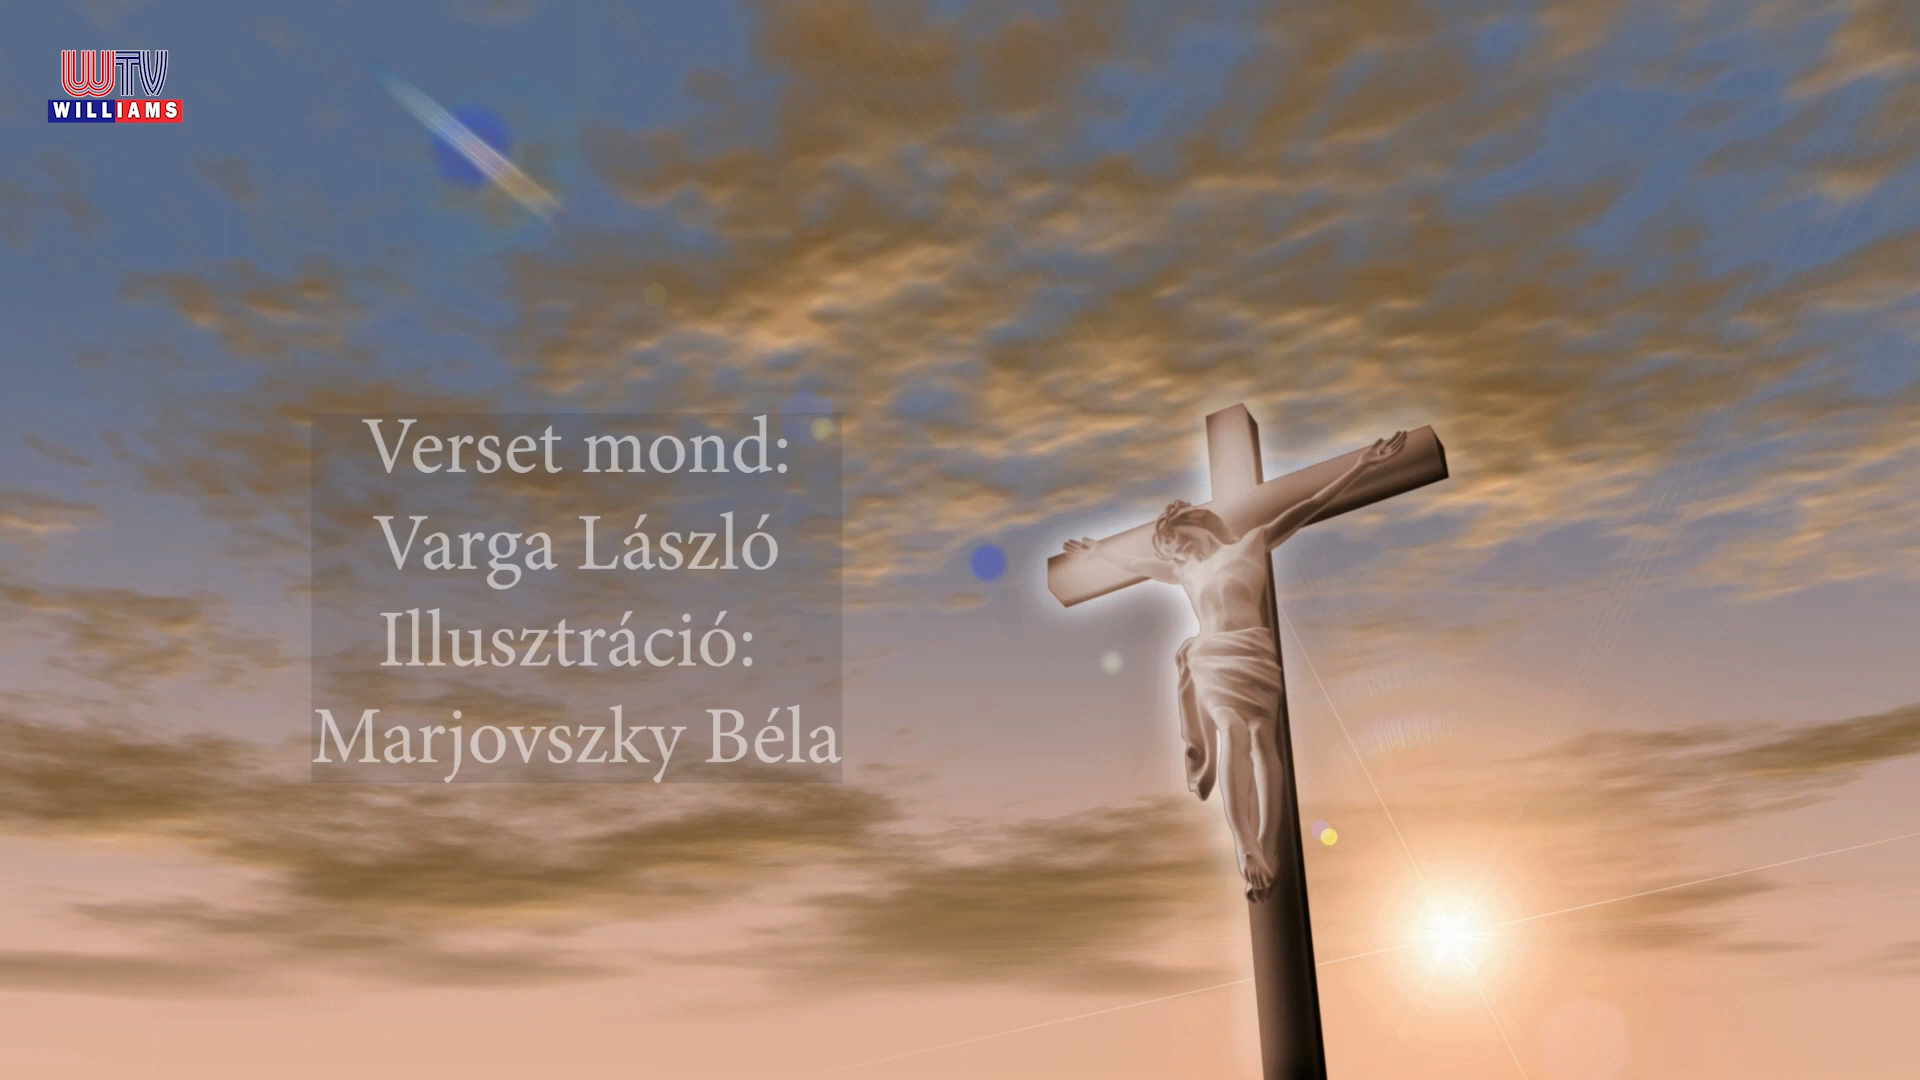 WTV
WILLIAMS
Verset mond:
Varga László
Illusztráció:
Marjovszky Béla